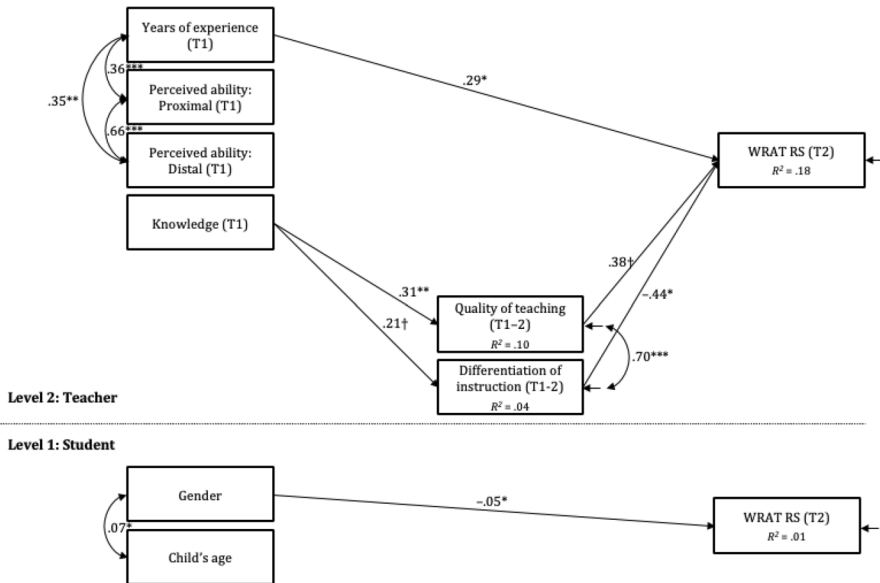 Years of experience
(T1)
.36***
.35**
Perceived ability:
Proximal (T1)
.66***
Perceived ability:
Distal (T1)
Knowledge (T1)
.29*
WRAT RS (T2)
R² = .18
.38†
–.44*
.31**
.21†
Quality of teaching
(T1–2)
R² = .10
.70***
Differentiation of
instruction (T1-2)
R² = .04
Level 2: Teacher
Level 1: Student
Gender
.07*
Child's age
–.05*
WRAT RS (T2)
R² = .01